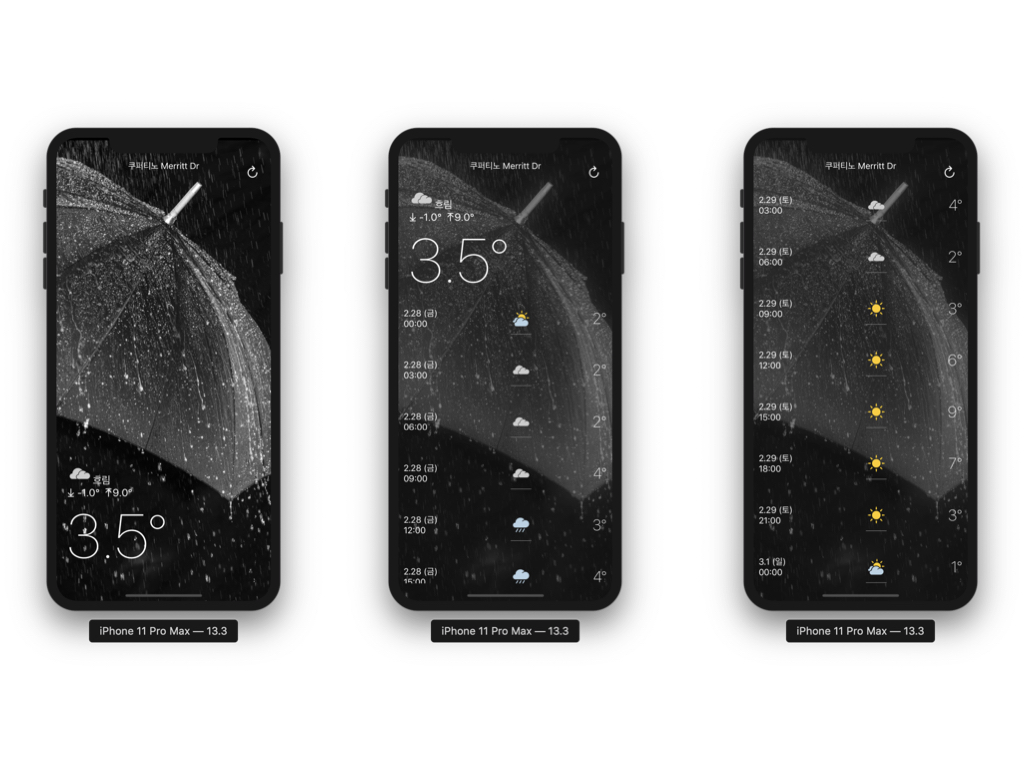 쿠퍼티노 Merritt Dr
흐림
-1.0° 9.0°
3.5°
iPhone 11 Pro Max — 13.3
쿠퍼티노 Merritt Dr
흐림
-1.0° 9.0°
3.5°
2.28 (금)
00:00
2°
2.28 (금)
03:00
2°
2.28 (금)
06:00
2°
2.28 (금)
09:00
4°
2.28 (금)
12:00
3°
2.28 (금)
15:00
4°
iPhone 11 Pro Max — 13.3
쿠퍼티노 Merritt Dr
2.29 (토)
03:00
4°
2.29 (토)
06:00
2°
2.29 (토)
09:00
3°
2.29 (토)
12:00
6°
2.29 (토)
15:00
9°
2.29 (토)
18:00
7°
2.29 (토)
21:00
3°
3.1 (일)
00:00
1°
iPhone 11 Pro Max — 13.3